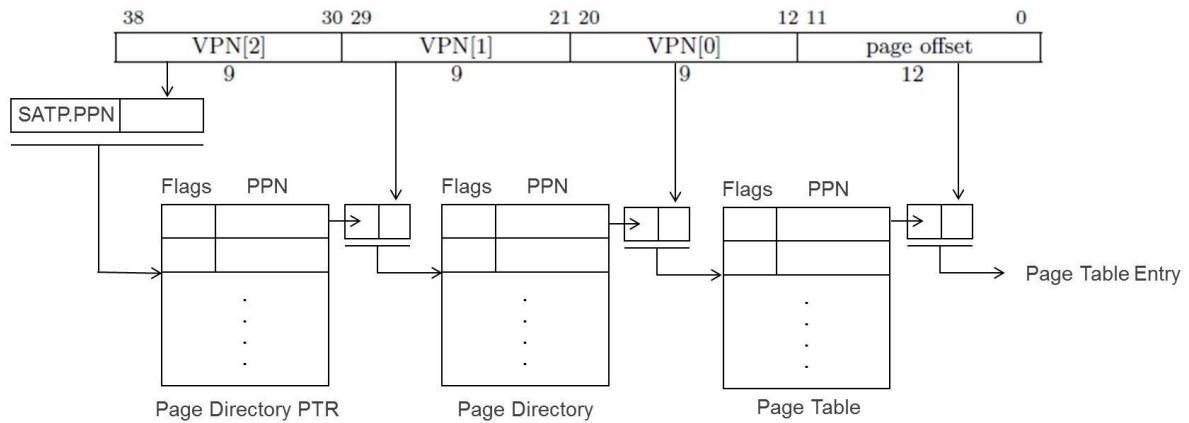 38 30 29 21 20 12 11 0
VPN[2] VPN[1] VPN[0] page offset
9 9 9 12
SATP.PPN
Flags PPN Flags PPN Flags PPN
Page Table Entry
Page Directory PTR Page Directory Page Table